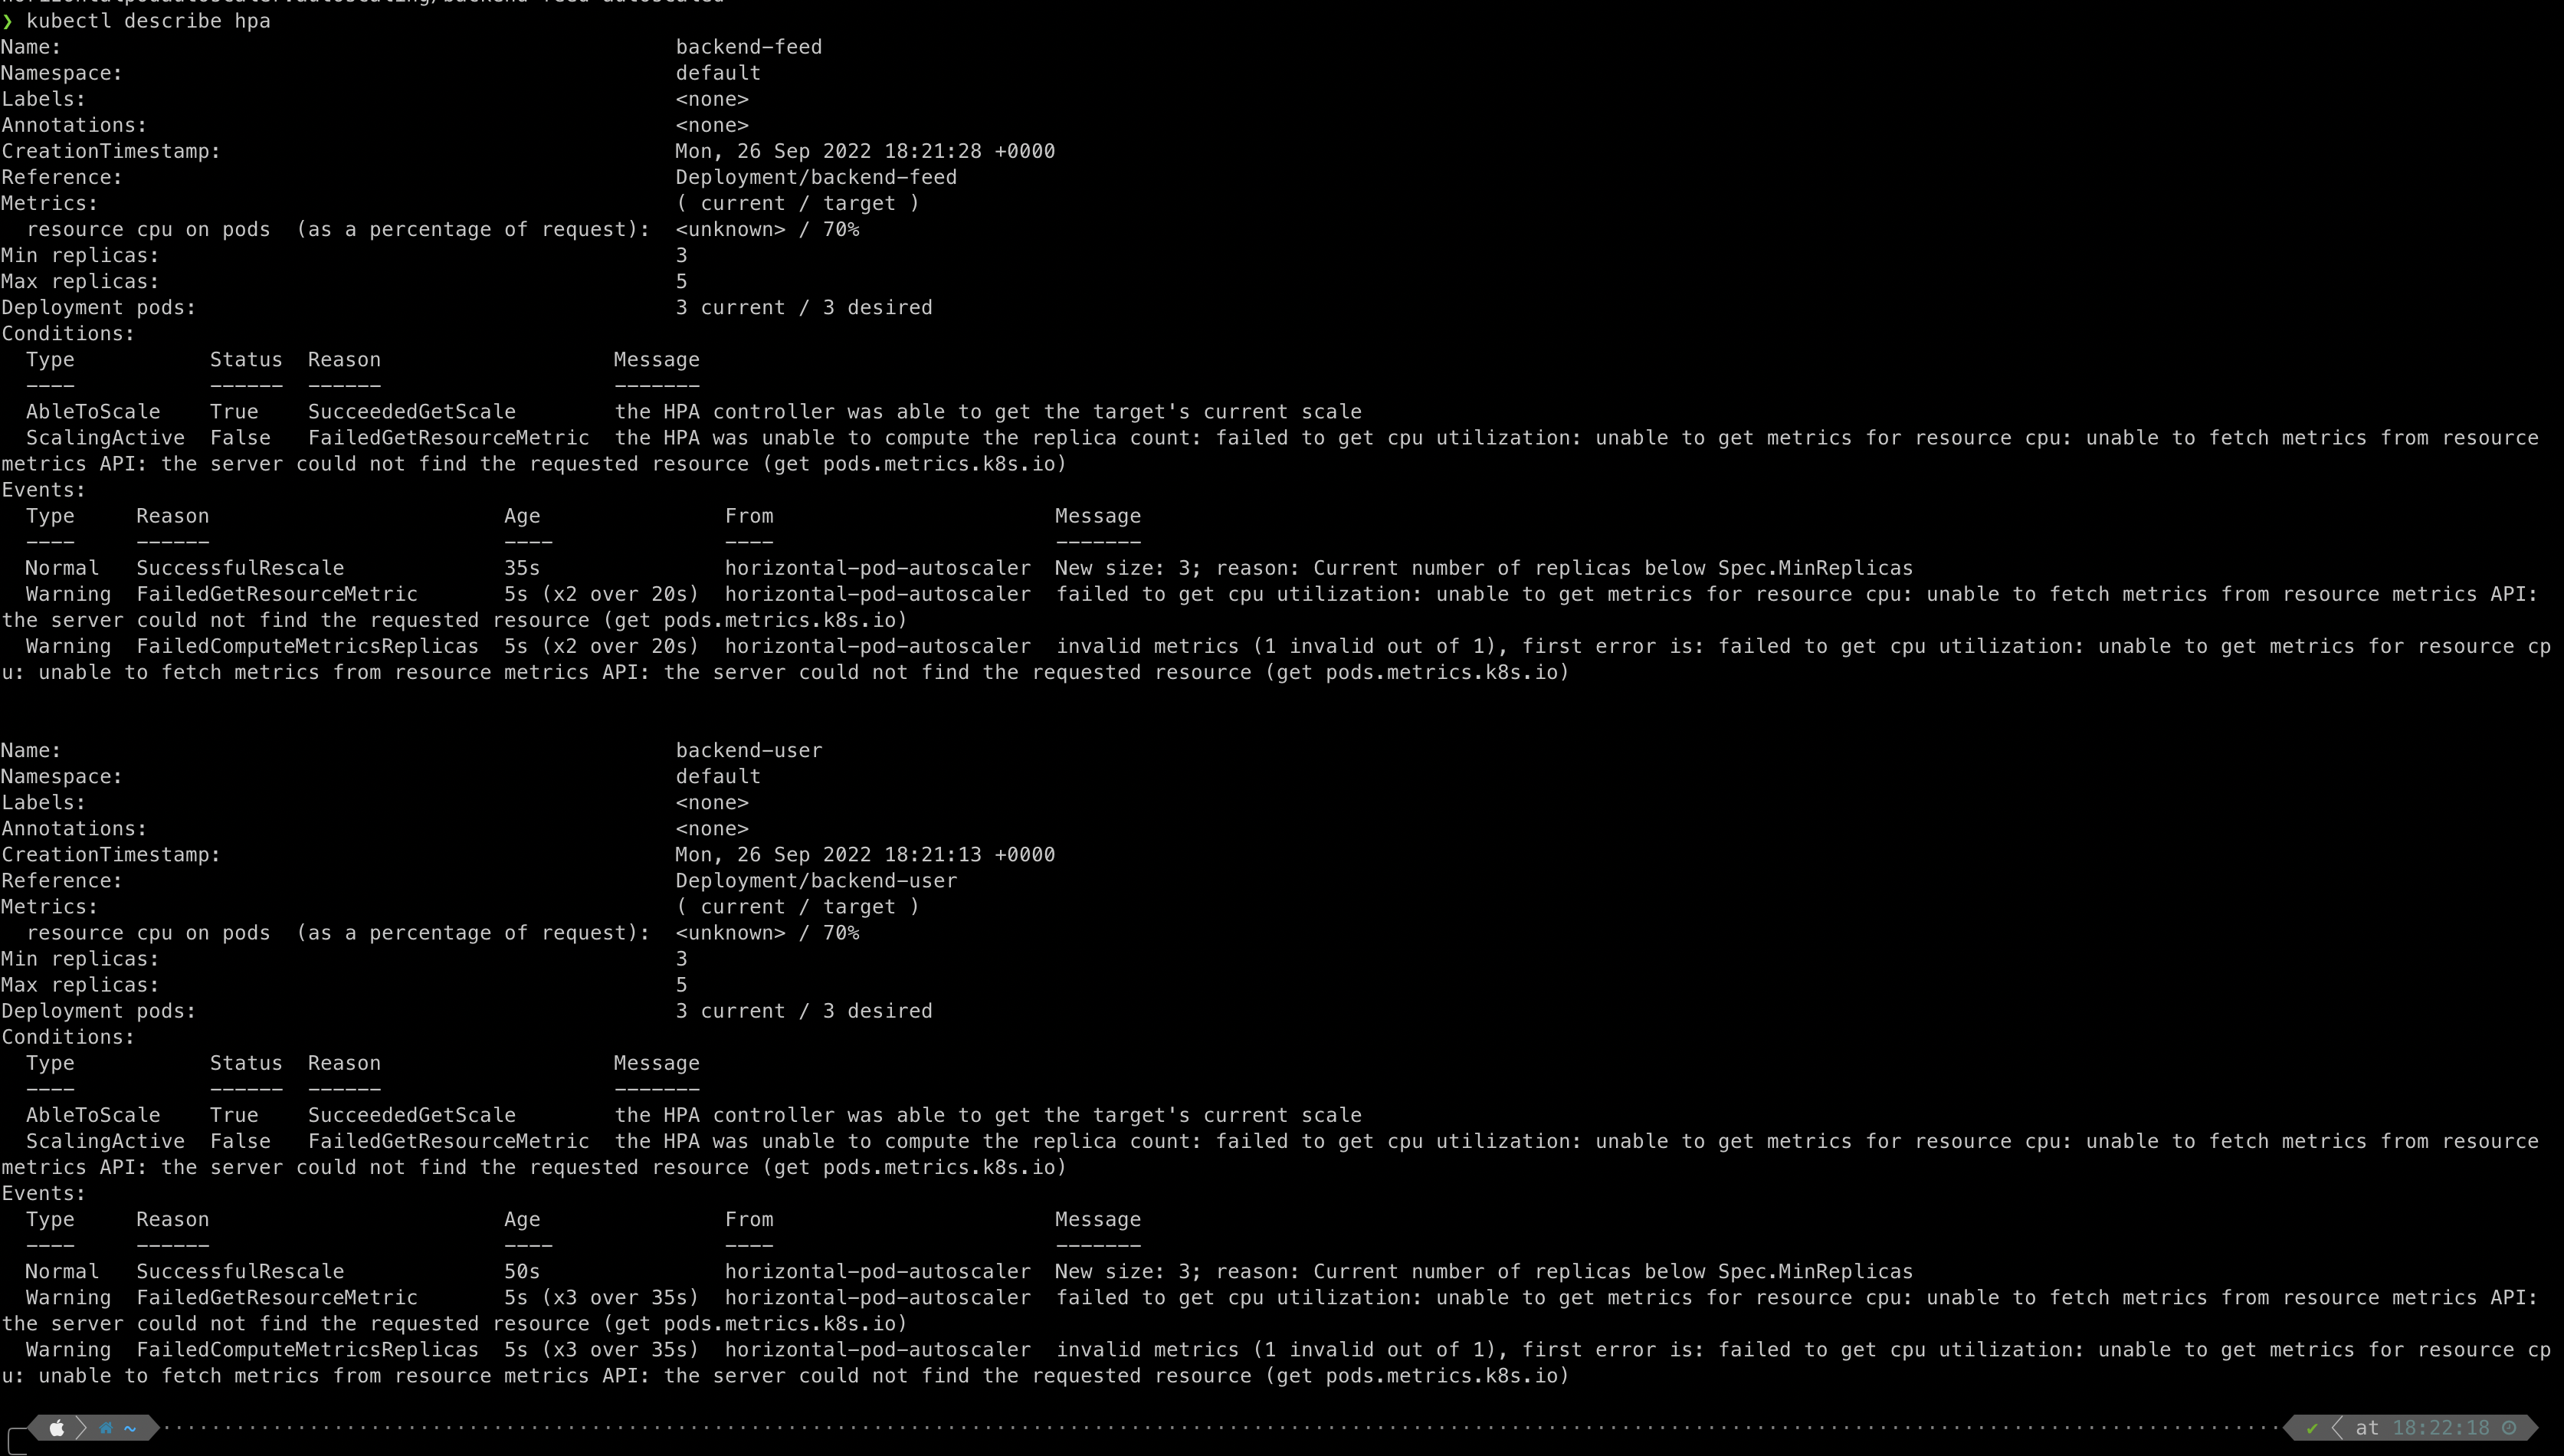 ❯ kubectl describe hpa
Name:                                                  backend-feed
Namespace:                                             default
Labels:                                                <none>
Annotations:                                           <none>
CreationTimestamp:                                     Mon, 26 Sep 2022 18:21:28 +0000
Reference:                                             Deployment/backend-feed
Metrics:                                               ( current / target )
  resource cpu on pods  (as a percentage of request):  <unknown> / 70%
Min replicas:                                          3
Max replicas:                                          5
Deployment pods:                                       3 current / 3 desired
Conditions:
  Type           Status  Reason                   Message
  ----           ------  ------                   -------
  AbleToScale    True    SucceededGetScale        the HPA controller was able to get the target's current scale
  ScalingActive  False   FailedGetResourceMetric  the HPA was unable to compute the replica count: failed to get cpu utilization: unable to get metrics for resource cpu: unable to fetch metrics from resource
metrics API: the server could not find the requested resource (get pods.metrics.k8s.io)
Events:
  Type     Reason                        Age               From                       Message
  ----     ------                        ----              ----                       -------
  Normal   SuccessfulRescale             35s               horizontal-pod-autoscaler  New size: 3; reason: Current number of replicas below Spec.MinReplicas
  Warning  FailedGetResourceMetric       5s (x2 over 20s)  horizontal-pod-autoscaler  failed to get cpu utilization: unable to get metrics for resource cpu: unable to fetch metrics from resource metrics API:
the server could not find the requested resource (get pods.metrics.k8s.io)
  Warning  FailedComputeMetricsReplicas  5s (x2 over 20s)  horizontal-pod-autoscaler  invalid metrics (1 invalid out of 1), first error is: failed to get cpu utilization: unable to get metrics for resource cp
u: unable to fetch metrics from resource metrics API: the server could not find the requested resource (get pods.metrics.k8s.io)
Name:                                                  backend-user
Namespace:                                             default
Labels:                                                <none>
Annotations:                                           <none>
CreationTimestamp:                                     Mon, 26 Sep 2022 18:21:13 +0000
Reference:                                             Deployment/backend-user
Metrics:                                               ( current / target )
  resource cpu on pods  (as a percentage of request):  <unknown> / 70%
Min replicas:                                          3
Max replicas:                                          5
Deployment pods:                                       3 current / 3 desired
Conditions:
  Type           Status  Reason                   Message
  ----           ------  ------                   -------
  AbleToScale    True    SucceededGetScale        the HPA controller was able to get the target's current scale
  ScalingActive  False   FailedGetResourceMetric  the HPA was unable to compute the replica count: failed to get cpu utilization: unable to get metrics for resource cpu: unable to fetch metrics from resource
metrics API: the server could not find the requested resource (get pods.metrics.k8s.io)
Events:
  Type     Reason                        Age               From                       Message
  ----     ------                        ----              ----                       -------
  Normal   SuccessfulRescale             50s               horizontal-pod-autoscaler  New size: 3; reason: Current number of replicas below Spec.MinReplicas
  Warning  FailedGetResourceMetric       5s (x3 over 35s)  horizontal-pod-autoscaler  failed to get cpu utilization: unable to get metrics for resource cpu: unable to fetch metrics from resource metrics API:
the server could not find the requested resource (get pods.metrics.k8s.io)
  Warning  FailedComputeMetricsReplicas  5s (x3 over 35s)  horizontal-pod-autoscaler  invalid metrics (1 invalid out of 1), first error is: failed to get cpu utilization: unable to get metrics for resource cp
u: unable to fetch metrics from resource metrics API: the server could not find the requested resource (get pods.metrics.k8s.io)
~ ✔ at 18:22:18